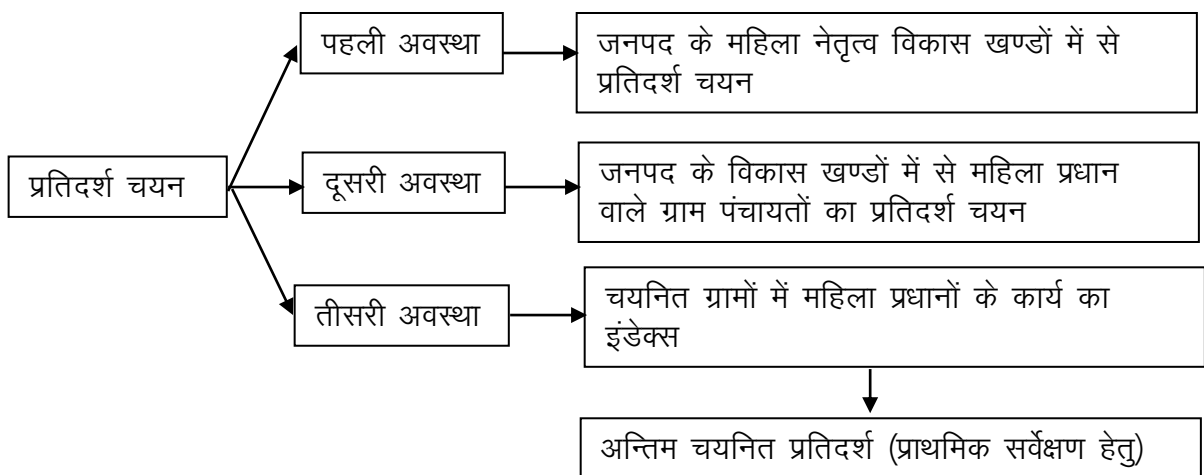 प्रतिदर्श चयन
पहली अवस्था
जनपद के महिला नेतृत्व विकास खण्डों में से
प्रतिदर्श चयन
दूसरी अवस्था
जनपद के विकास खण्डों में से महिला प्रधान
वाले ग्राम पंचायतों का प्रतिदर्श चयन
तीसरी अवस्था
चयनित ग्रामों में महिला प्रधानों के कार्य का
इंडेक्स
अन्तिम चयनित प्रतिदर्श (प्राथमिक सर्वेक्षण हेतु)